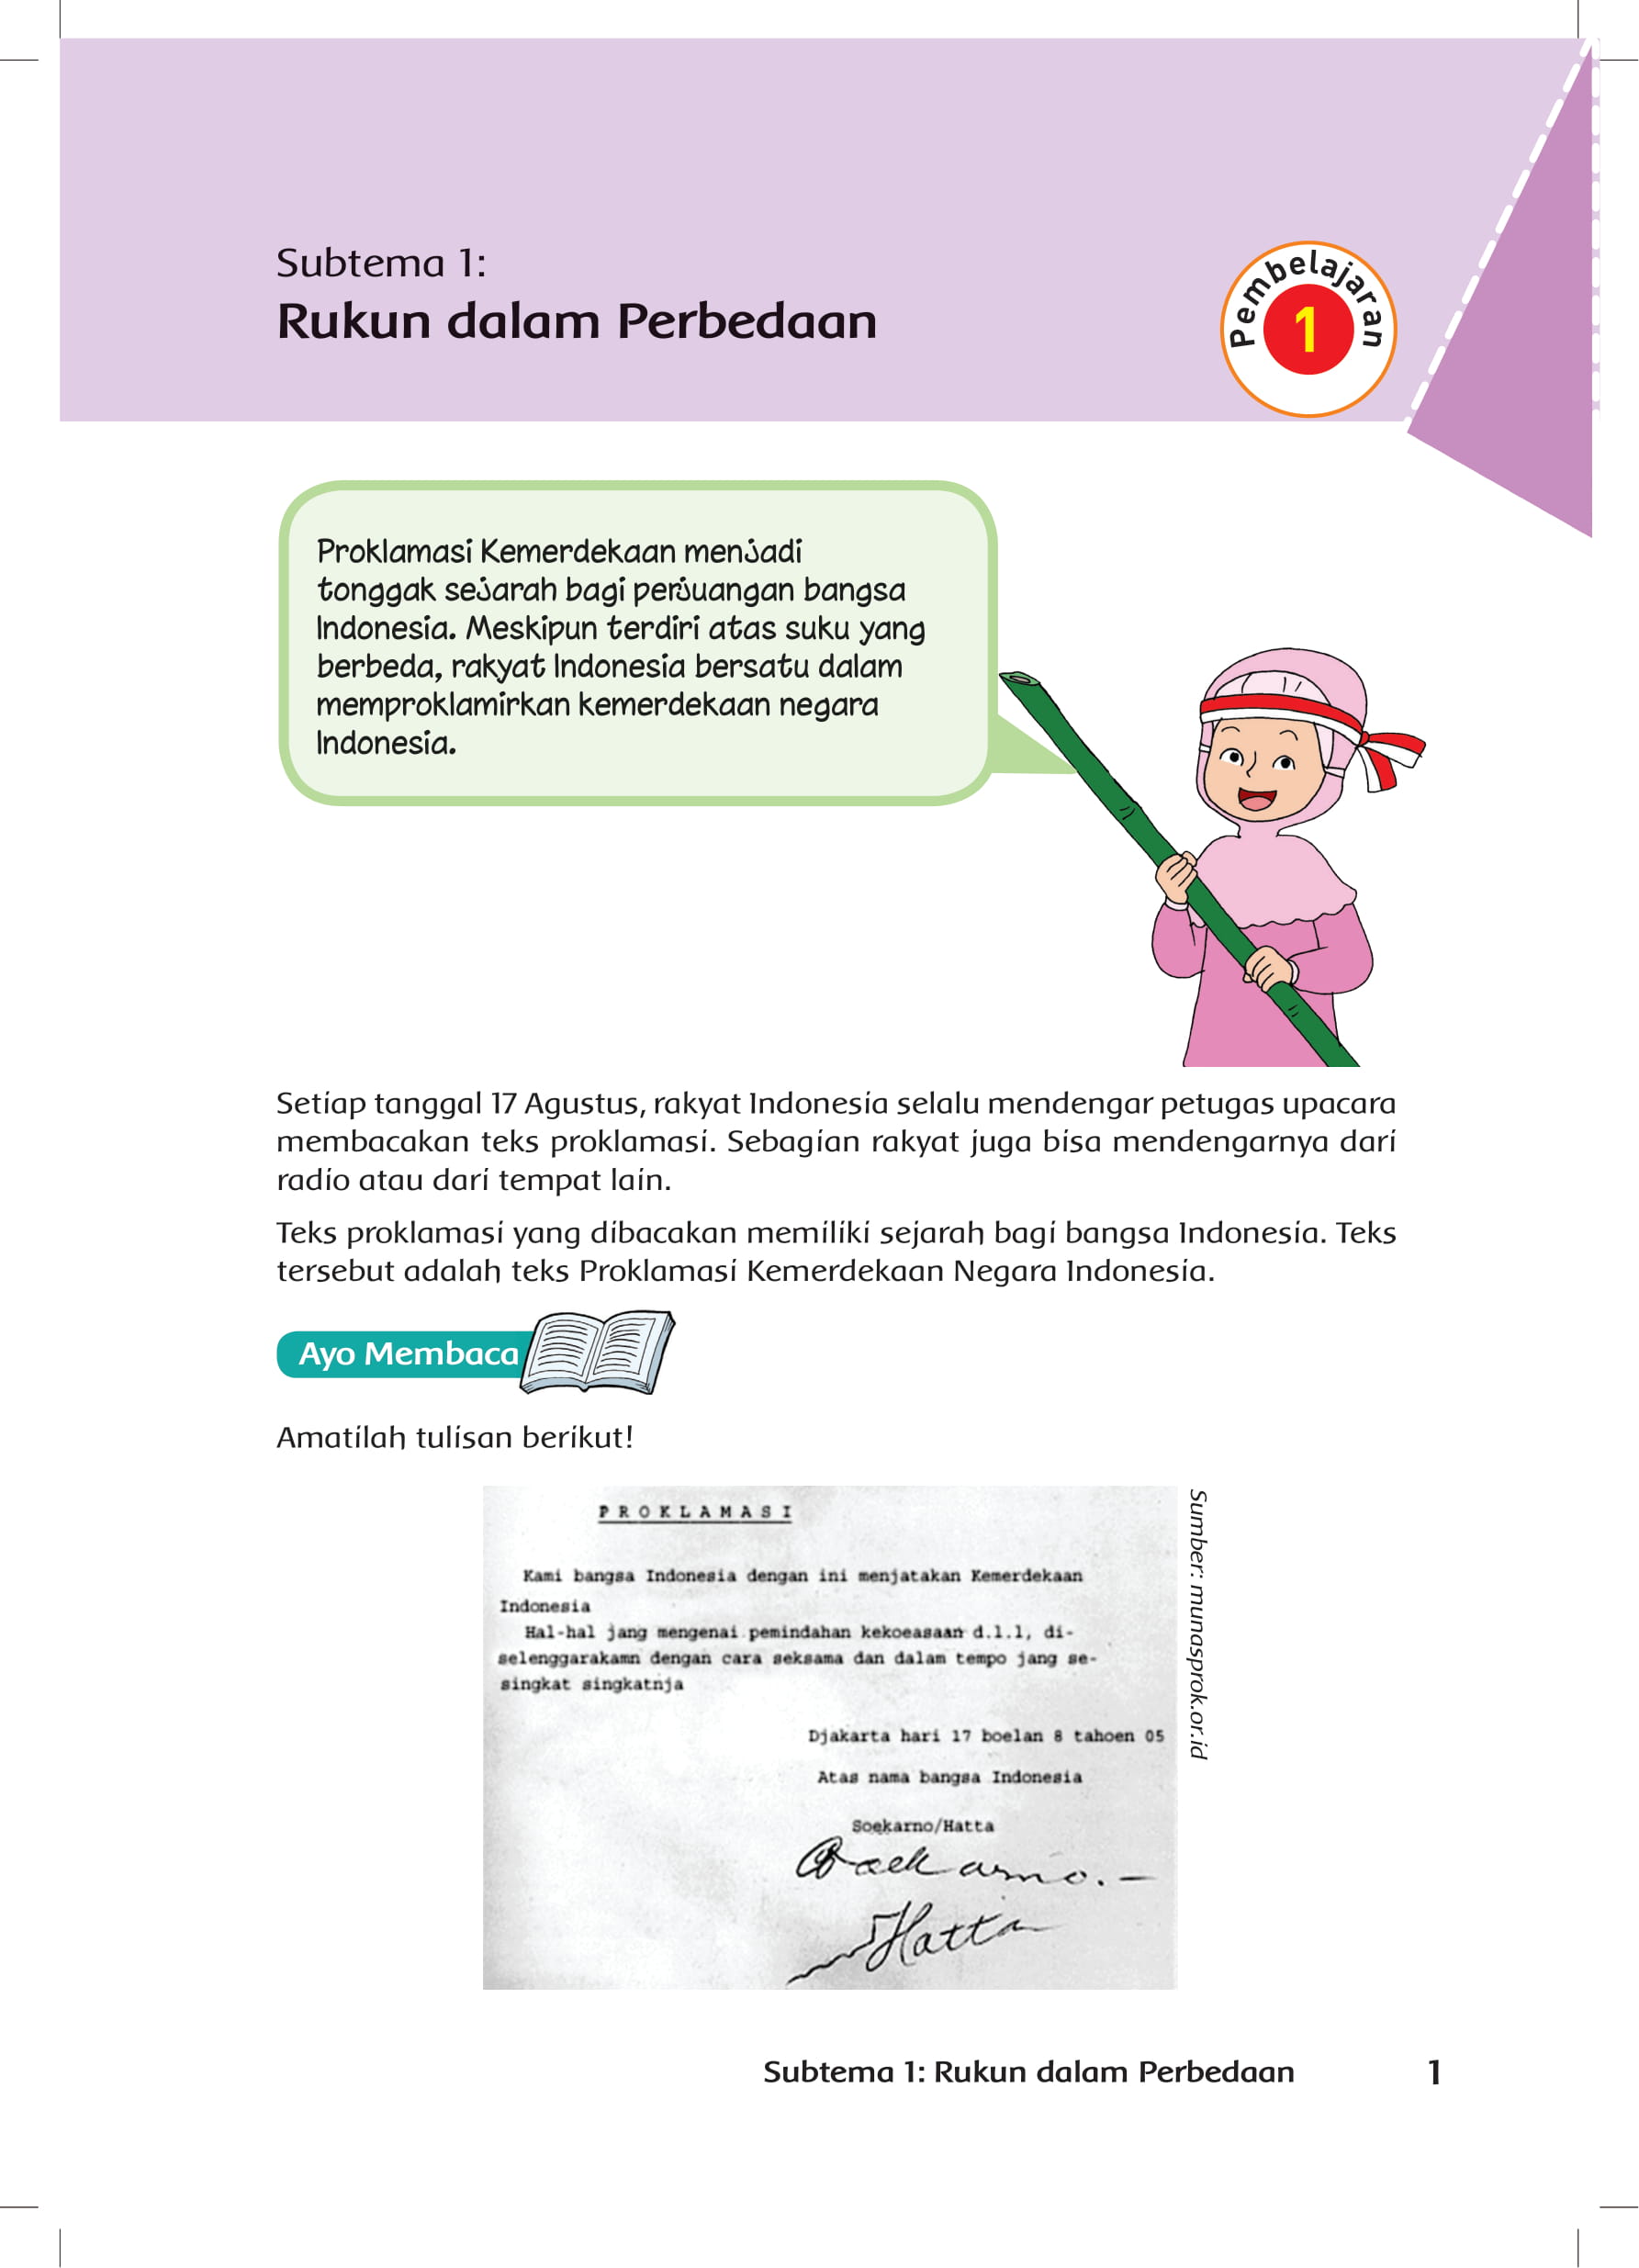 Subtema 1:
Rukun dalam Perbedaan
Pembelajaran
1
Proklamasi Kemerdekaan menjadi
tonggak sejarah bagi perjuangan bangsa
Indonesia. Meskipun terdiri atas suku yang
berbeda, rakyat Indonesia bersatu dalam
memproklamirkan kemerdekaan negara
Indonesia.
Setiap tanggal 17 Agustus, rakyat Indonesia selalu mendengar petugas upacara
membacakan teks proklamasi. Sebagian rakyat juga bisa mendengarnya dari
radio atau dari tempat lain.
Teks proklamasi yang dibacakan memiliki sejarah bagi bangsa Indonesia. Teks
tersebut adalah teks Proklamasi Kemerdekaan Negara Indonesia.
Ayo Membaca
Amatilah tulisan berikut!
P R O K L A M A S I
Kami bangsa Indonesia dengan ini menjatakan Kemerdekaan
Indonesia
Hal-hal jang mengenai pemindahan kekoeasaan d.l.l, di-
selenggarakamn dengan cara seksama dan dalam tempo jang se-
singkat singkatnja
Djakarta hari 17 boelan 8 tahoen 05
Atas nama bangsa Indonesia
Soekarno/Hatta
Soekarno.-
Hatta
Sumber: munasprok.or.id
Subtema 1: Rukun dalam Perbedaan 1